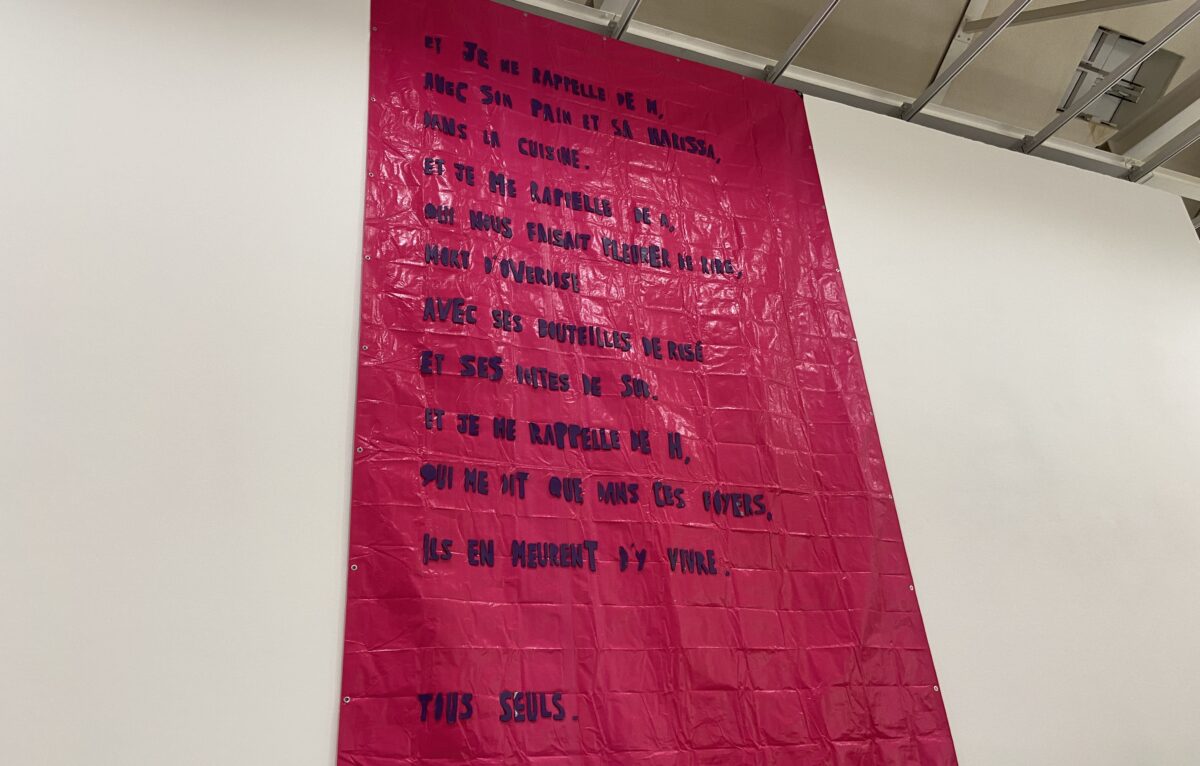 ET JE ME RAPPELLE DE M,
AVEC SON PAIN ET SA HARISSA,
DANS LA CUISINE.
ET JE ME RAPPELLE DE A,
QUI NOUS FAISAIT PLEURER DE RIRE,
MORT D'OVERDOSE
AVEC SES BOUTEILLES DE ROSÉ
ET SES BOITES DE SUB.
ET JE ME RAPPELLE DE H,
QUI ME DIT QUE DANS CES FOYERS,
ILS EN MEURENT D'Y VIVRE.
TOUS SEULS.